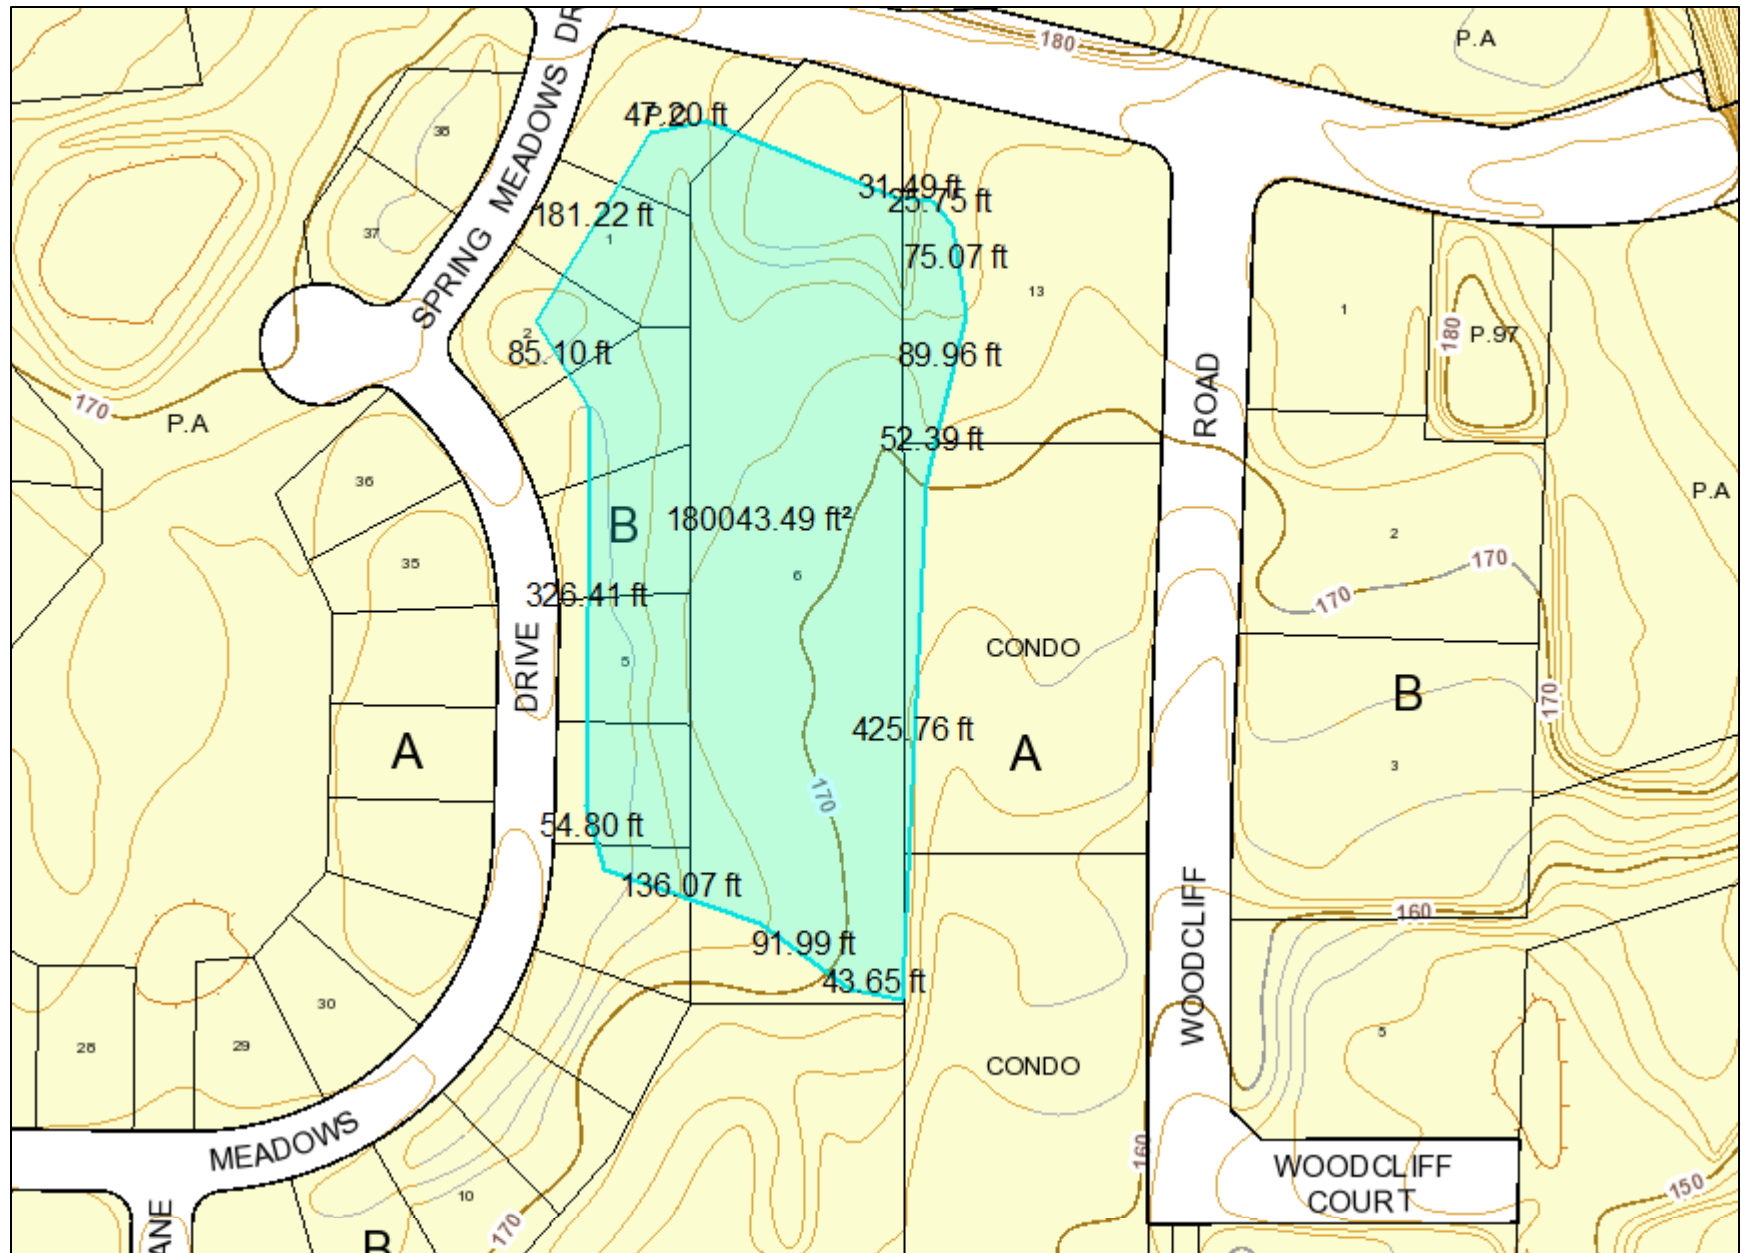 SPRING MEADOWS DR
180
P.A
38
47.20 ft
31.49 ft
25.75 ft
181.22 ft
1
37
75.07 ft
13
1
180
P.97
2
85.10 ft
89.96 ft
ROAD
170
P.A
52.39 ft
36
P.A
B
180043.49 ft²
2
35
6
170
170
326.41 ft
DRIVE
5
CONDO
B
170
A
425.76 ft
A
3
170
54.80 ft
136.07 ft
160
WOODCLIFF
91.99 ft
43.65 ft
30
28
29
5
CONDO
MEADOWS
160
WOODCLIFF
COURT
10
150
170
ANE
B